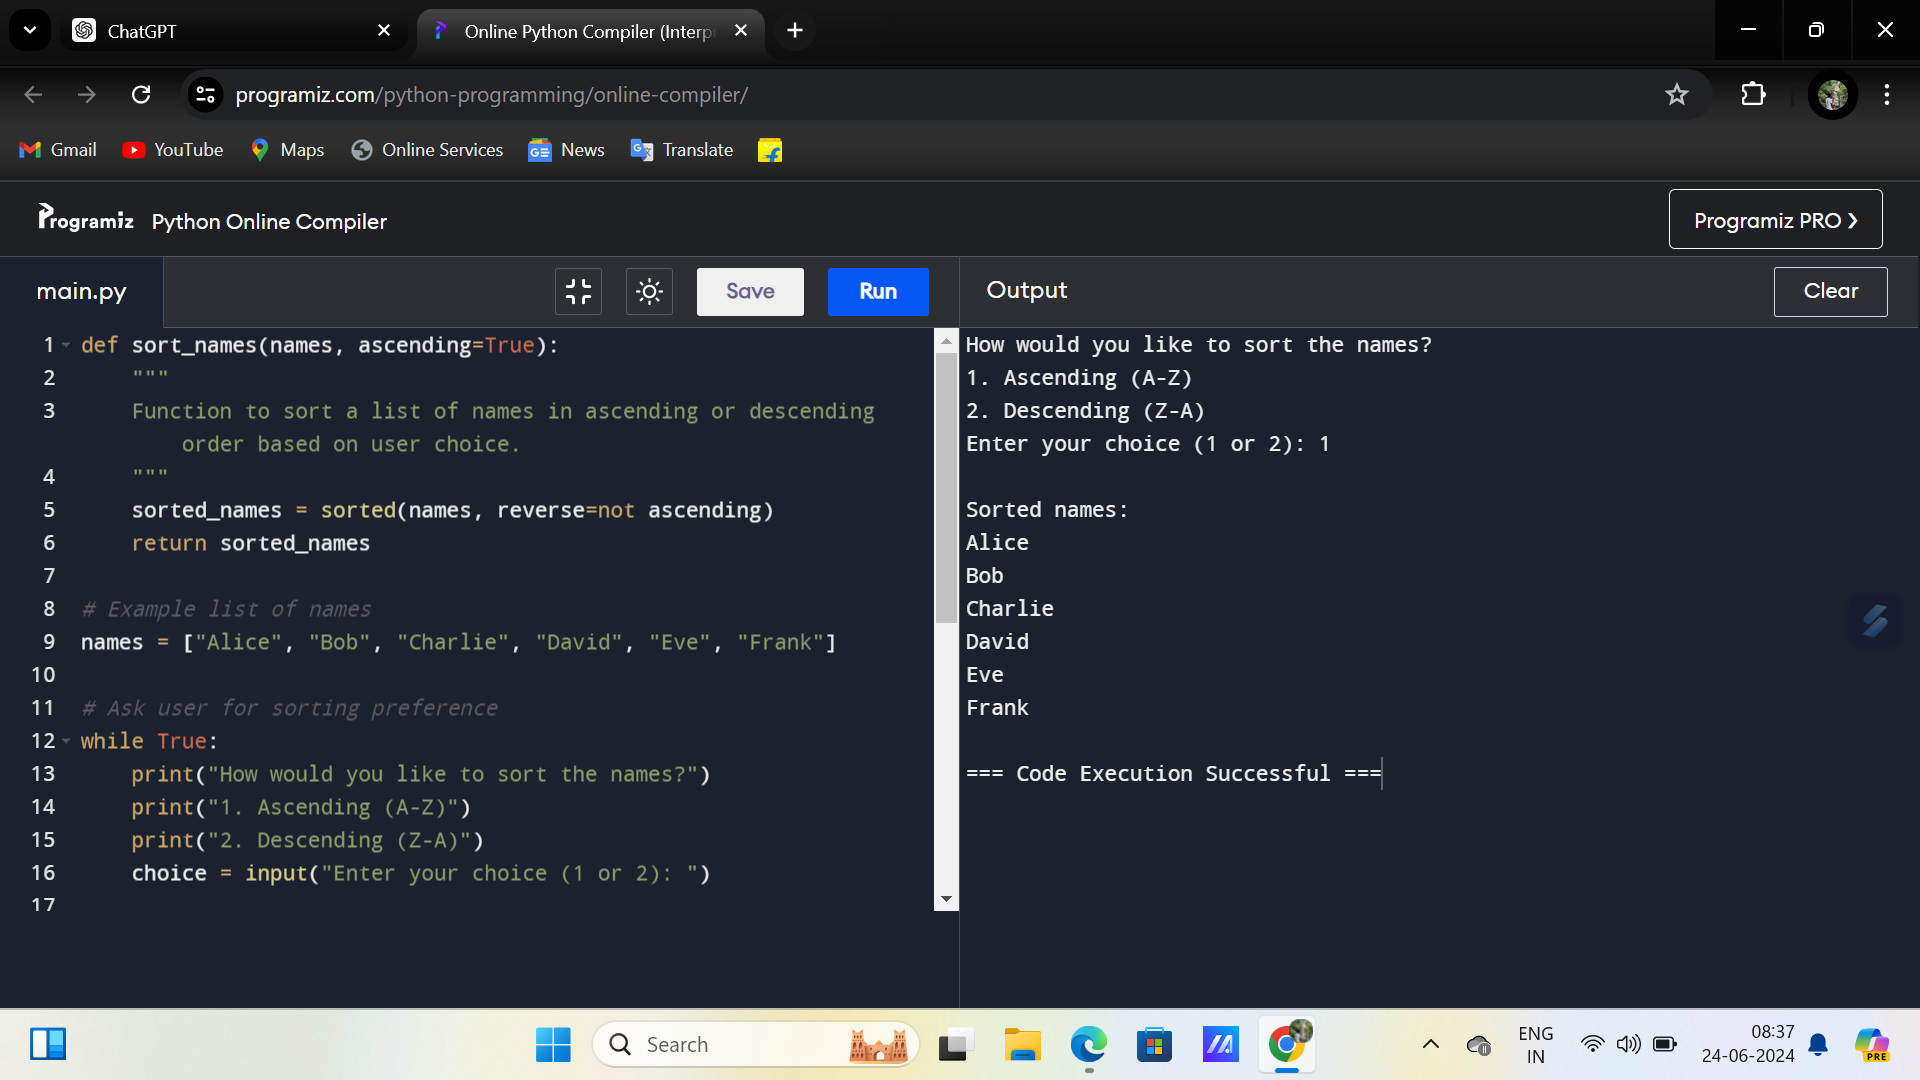 ChatGPT
Online Python Compiler (Interp
programiz.com/python-programming/online-compiler/
Gmail
YouTube
Maps
Online Services
News
Translate
Programiz
Python Online Compiler
Programiz PRO ❯
main.py
Save
Run
Output
Clear
1 def sort_names(names, ascending=True):
2 """
3 Function to sort a list of names in ascending or descending
order based on user choice.
4 """
5 sorted_names = sorted(names, reverse=not ascending)
6 return sorted_names
7
8 # Example list of names
9 names = ["Alice", "Bob", "Charlie", "David", "Eve", "Frank"]
10
11 # Ask user for sorting preference
12 while True:
13 print("How would you like to sort the names?")
14 print("1. Ascending (A-Z)")
15 print("2. Descending (Z-A)")
16 choice = input("Enter your choice (1 or 2): ")
17
How would you like to sort the names?
1. Ascending (A-Z)
2. Descending (Z-A)
Enter your choice (1 or 2): 1
Sorted names:
Alice
Bob
Charlie
David
Eve
Frank
=== Code Execution Successful ===
Search
ENG
IN
08:37
24-06-2024
PRE